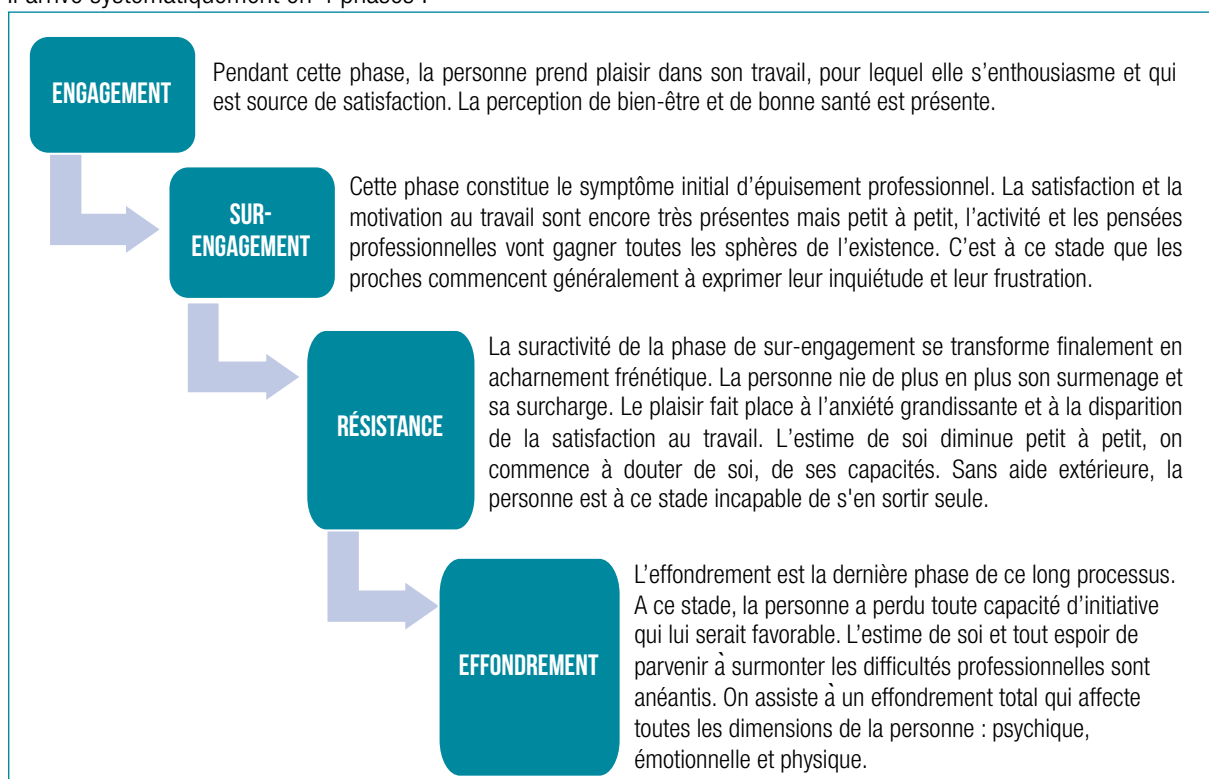 il arrive systématiquement en 4 phases :
ENGAGEMENT
Pendant cette phase, la personne prend plaisir dans son travail, pour lequel elle s’enthousiasme et qui
est source de satisfaction. La perception de bien-être et de bonne santé est présente.
SUR-
ENGAGEMENT
Cette phase constitue le symptôme initial d’épuisement professionnel. La satisfaction et la
motivation au travail sont encore très présentes mais petit à petit, l’activité et les pensées
professionnelles vont gagner toutes les sphères de l’existence. C’est à ce stade que les
proches commencent généralement à exprimer leur inquiétude et leur frustration.
RÉSISTANCE
La suractivité de la phase de sur-engagement se transforme finalement en
acharnement frénétique. La personne nie de plus en plus son surmenage et
sa surcharge. Le plaisir fait place à l’anxiété grandissante et à la disparition
de la satisfaction au travail. L’estime de soi diminue petit à petit, on
commence à douter de soi, de ses capacités. Sans aide extérieure, la
personne est à ce stade incapable de s'en sortir seule.
EFFONDREMENT
L’effondrement est la dernière phase de ce long processus.
A ce stade, la personne a perdu toute capacité d’initiative
qui lui serait favorable. L’estime de soi et tout espoir de
parvenir à surmonter les difficultés professionnelles sont
anéantis. On assiste à un effondrement total qui affecte
toutes les dimensions de la personne : psychique,
émotionnelle et physique.